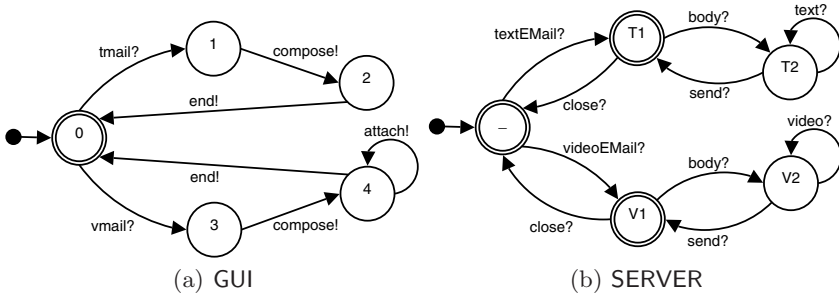 tmail?
1
compose!
2
end!
0
attach!
end!
4
vmail?
3
compose!
(a) GUI
textEMail?
T1
body?
text?
T2
send?
close?
–
videoEMail?
video?
body?
V2
V1
close?
send?
(b) SERVER